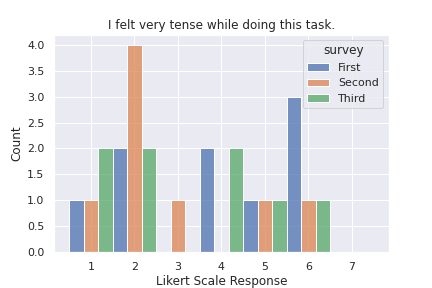 I felt very tense while doing this task.
survey
First
Second
Third
4.0
3.5
3.0
2.5
2.0
1.5
1.0
0.5
0.0
Count
1 2 3 4 5 6 7
Likert Scale Response